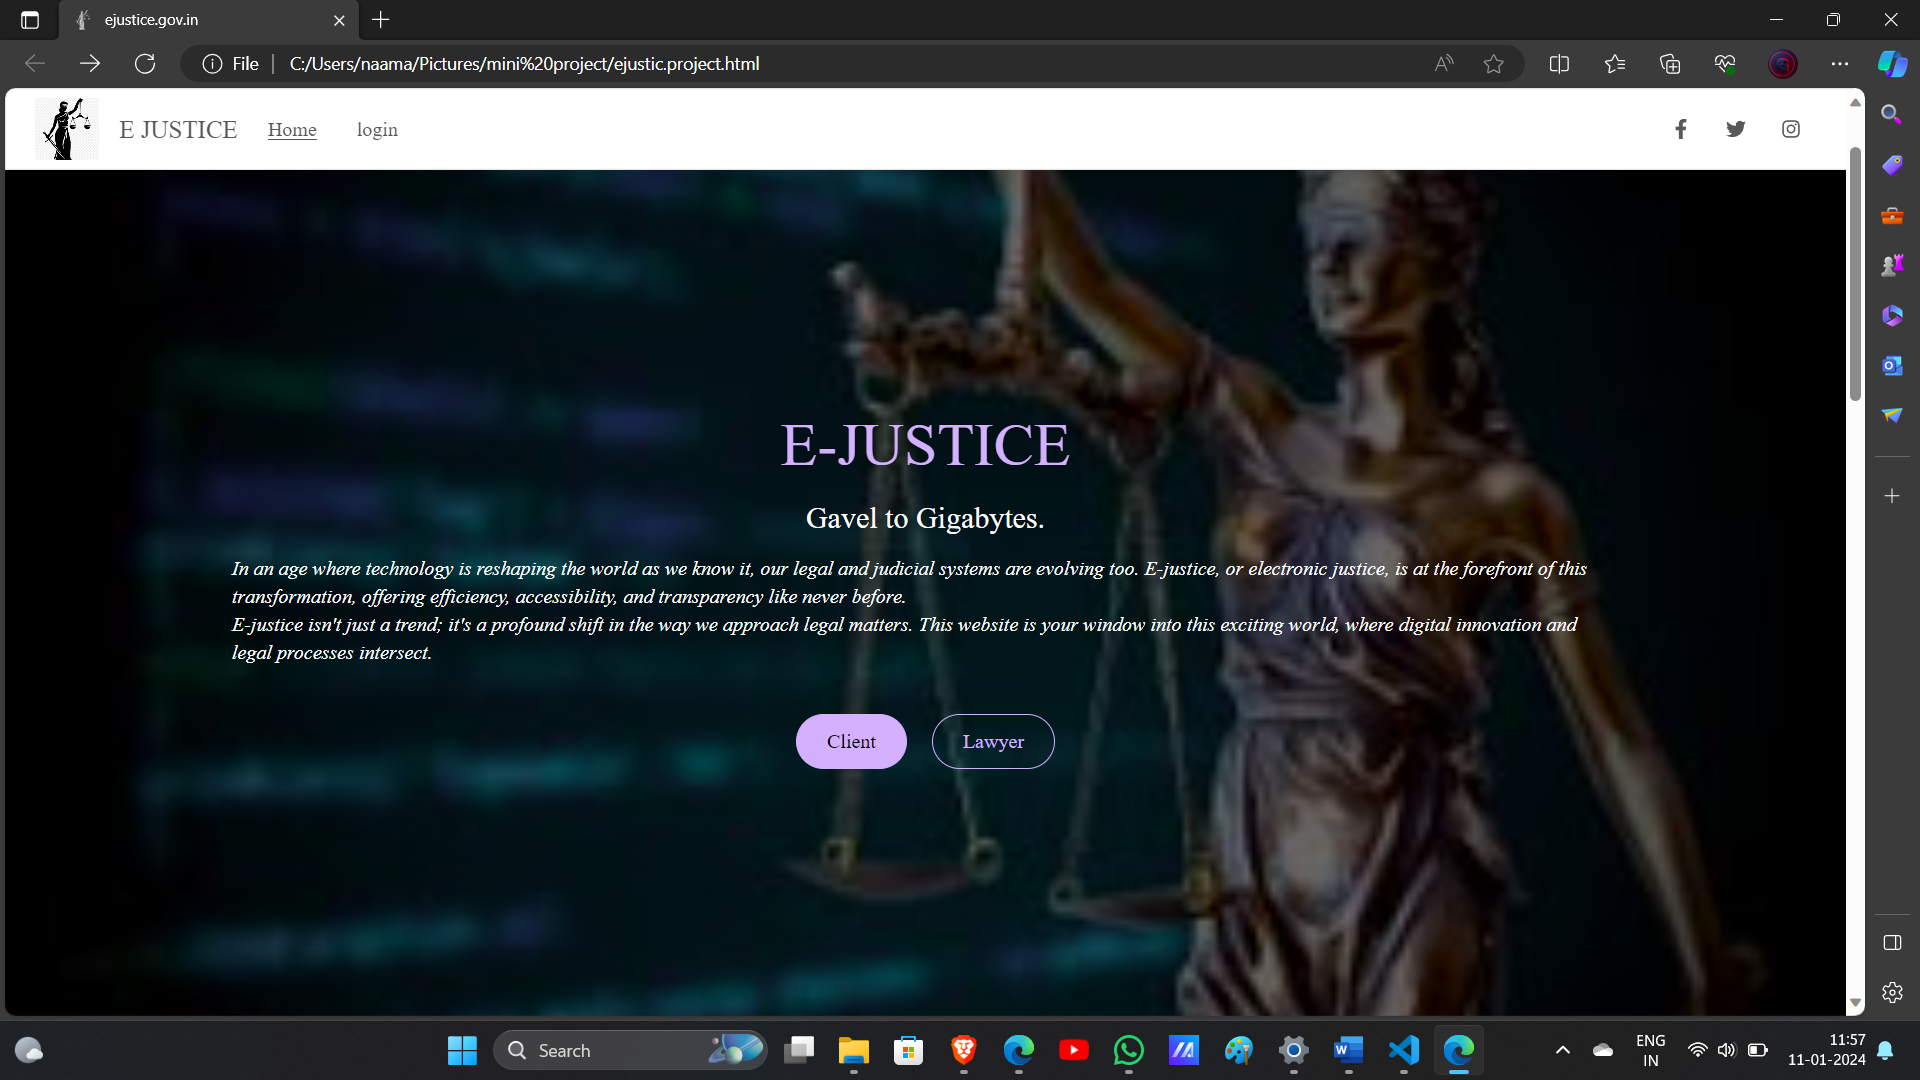 ejustice.gov.in
File
C:/Users/naama/Pictures/mini%20project/ejustic.project.html
E JUSTICE
Home
login
E-JUSTICE
Gavel to Gigabytes.
In an age where technology is reshaping the world as we know it, our legal and judicial systems are evolving too. E-justice, or electronic justice, is at the forefront of this
transformation, offering efficiency, accessibility, and transparency like never before.
E-justice isn't just a trend; it's a profound shift in the way we approach legal matters. This website is your window into this exciting world, where digital innovation and
legal processes intersect.
Client
Lawyer
Search
ENG
IN
11:57
11-01-2024